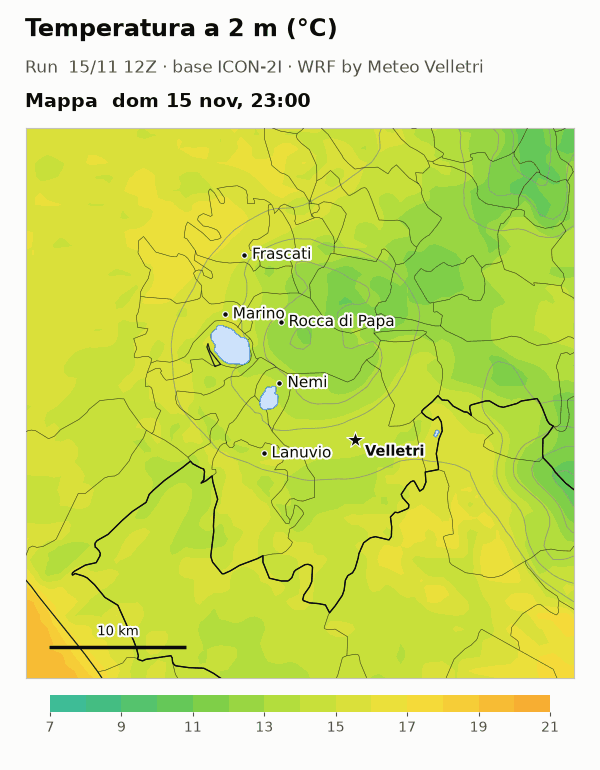 Temperatura a 2 m (°C)
Run  15/11 12Z · base ICON-2I · WRF by Meteo Velletri
Mappa  dom 15 nov, 23:00
Frascati
Marino
Rocca di Papa
Nemi
Velletri
Lanuvio
10 km
7 9 11 13 15 17 19 21